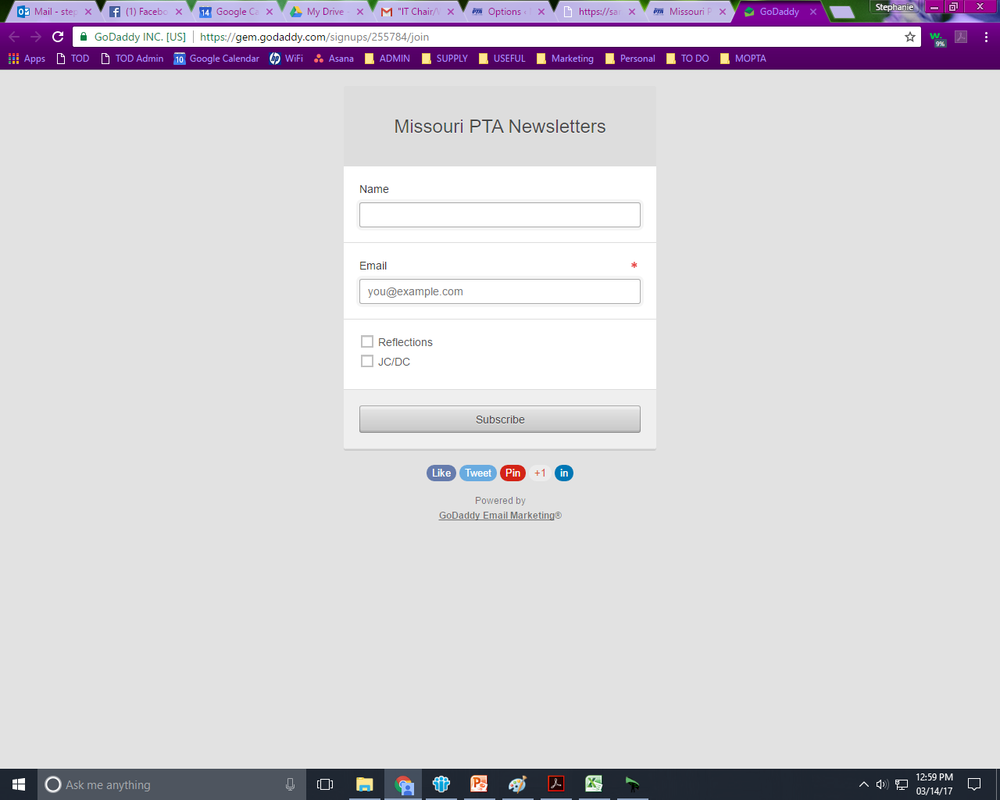 Mail - step
(1) Facebo
Google Ca
My Drive -
"IT Chair/
Options ‹
https://sar
Missouri P
GoDaddy
Stephanie
GoDaddy INC. [US] https://gem.godaddy.com/signups/255784/join
9%
Apps TOD TOD Admin Google Calendar WiFi Asana ADMIN SUPPLY USEFUL Marketing Personal TO DO MOPTA
Missouri PTA Newsletters
Name
Email *
you@example.com
Reflections
JC/DC
Subscribe
Like Tweet Pin +1 in
Powered by
GoDaddy Email Marketing®
Ask me anything
12:59 PM
03/14/17